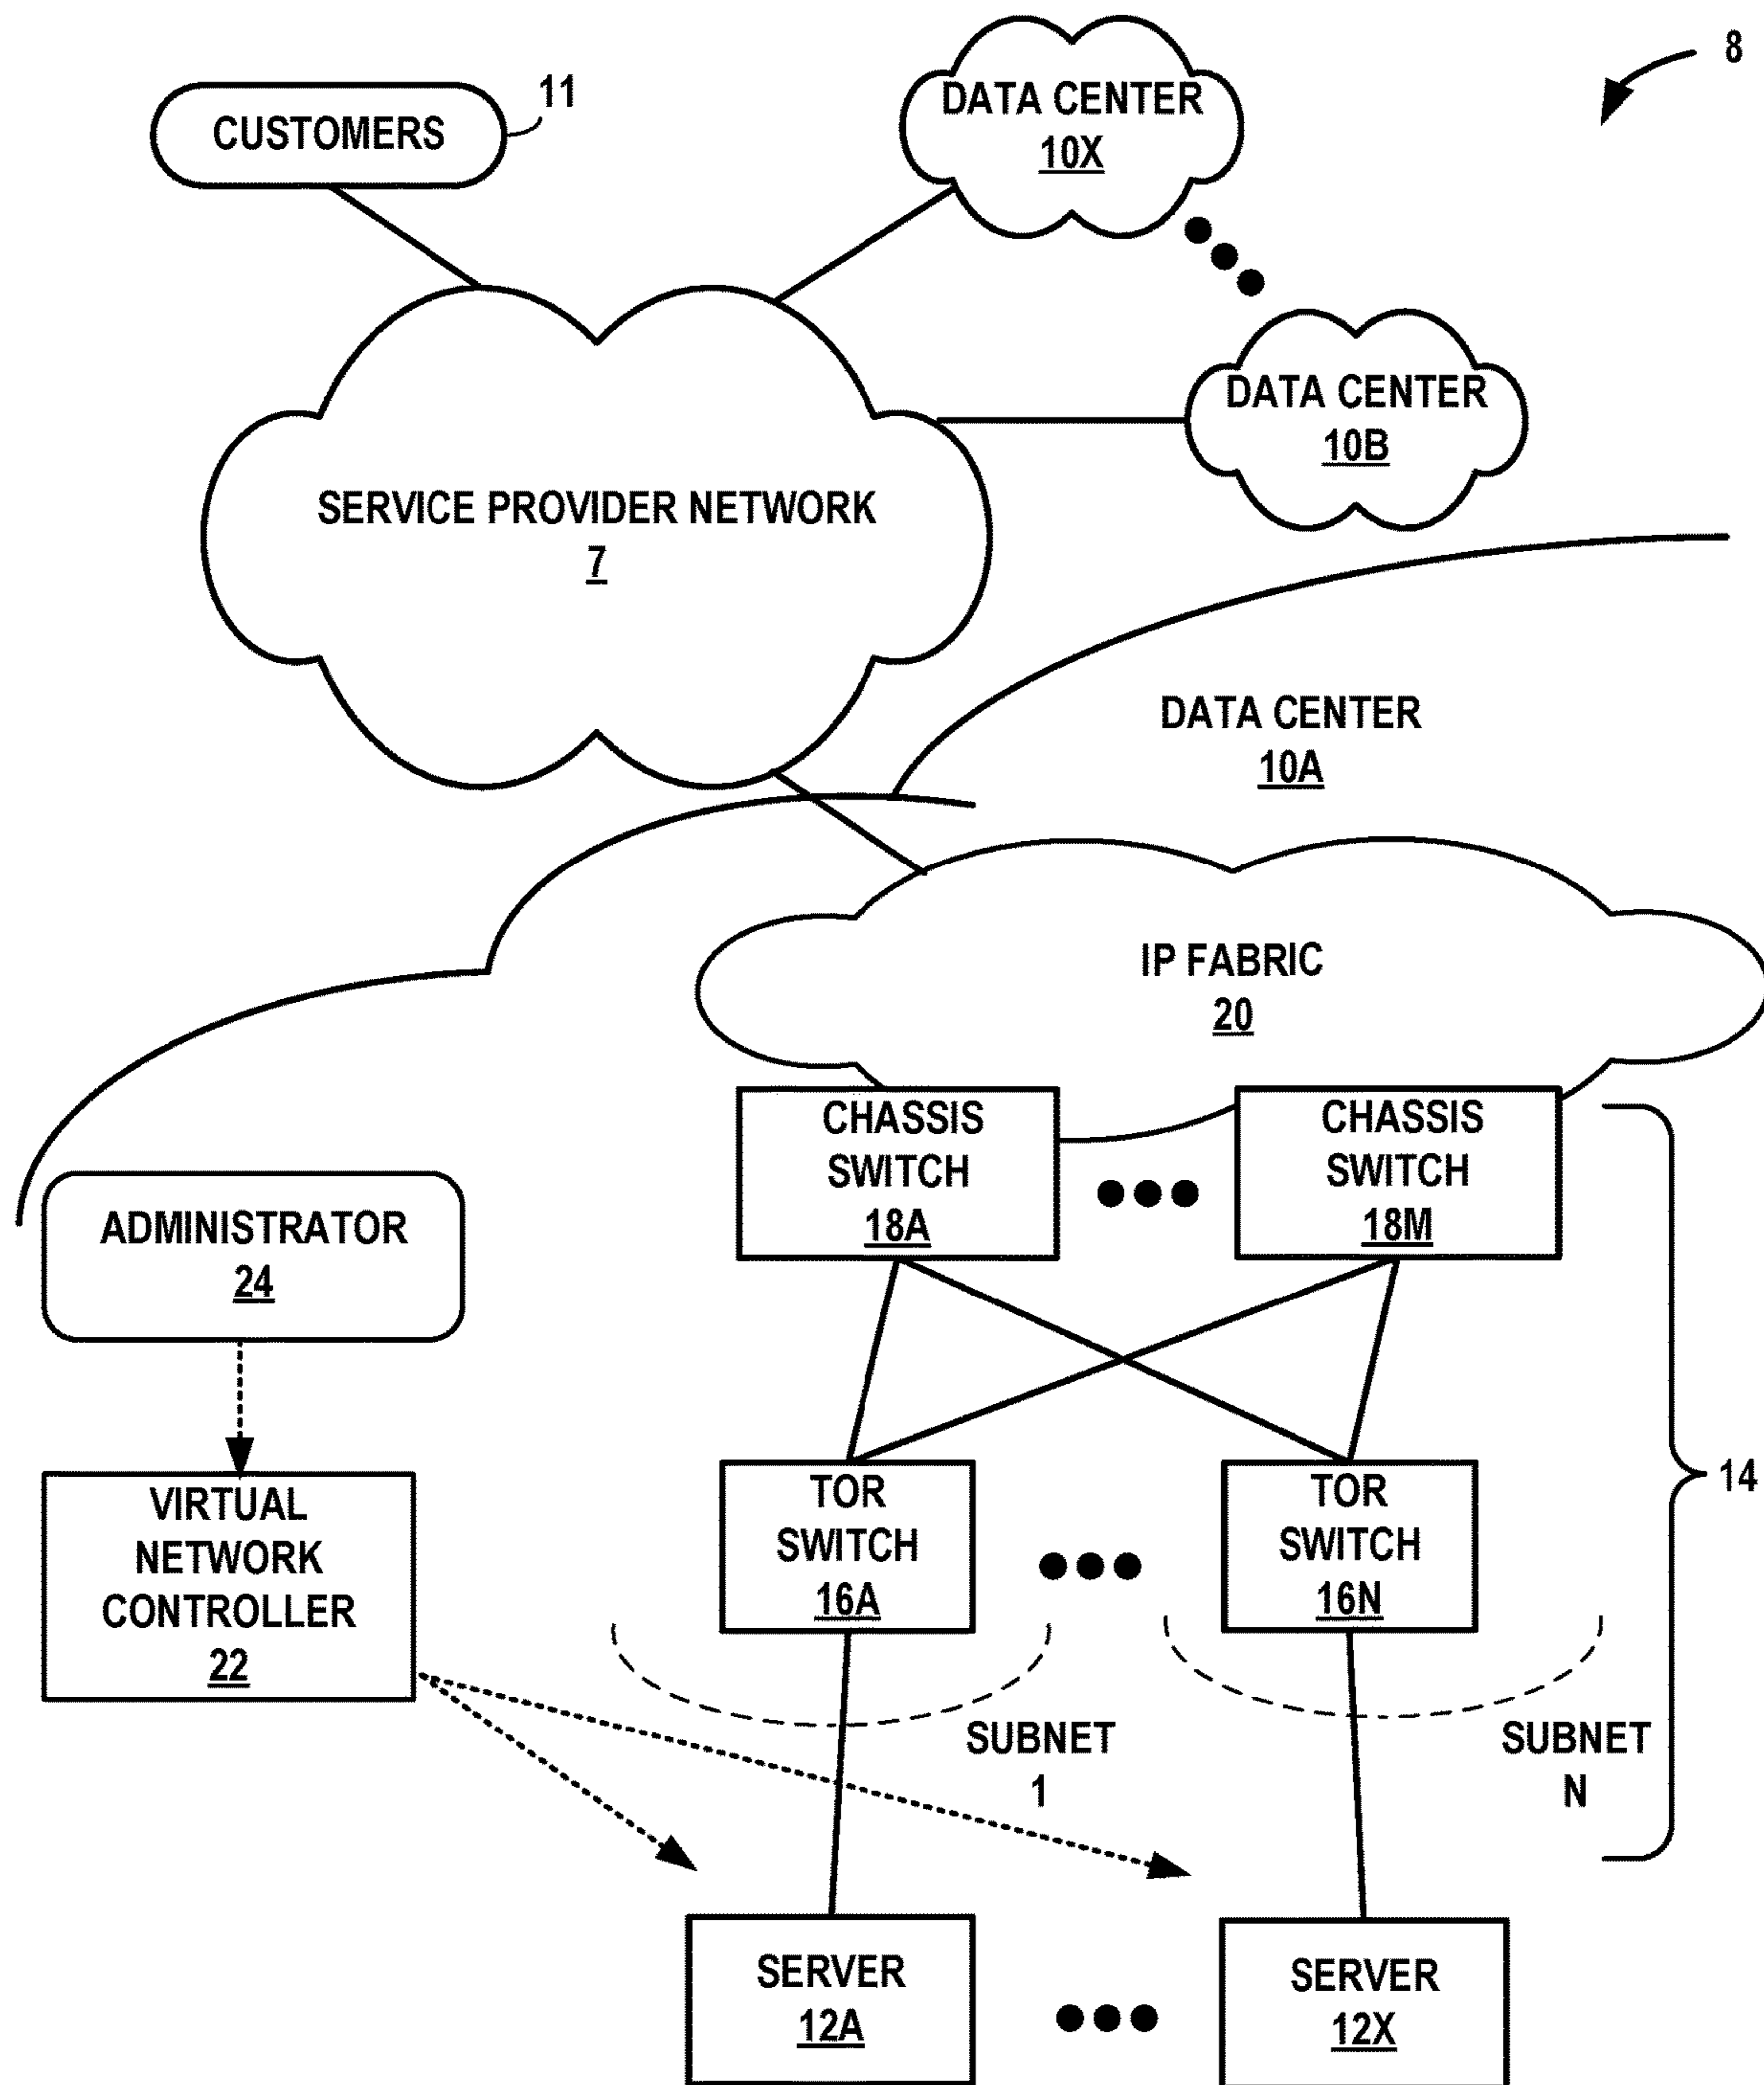 8
11
CUSTOMERS
DATA CENTER
10X
DATA CENTER
10B
SERVICE PROVIDER NETWORK
7
DATA CENTER
10A
IP FABRIC
20
CHASSIS
SWITCH
18A
CHASSIS
SWITCH
18M
ADMINISTRATOR
24
VIRTUAL
NETWORK
CONTROLLER
22
TOR
SWITCH
16A
TOR
SWITCH
16N
14
SUBNET
1
SUBNET
N
SERVER
12A
SERVER
12X